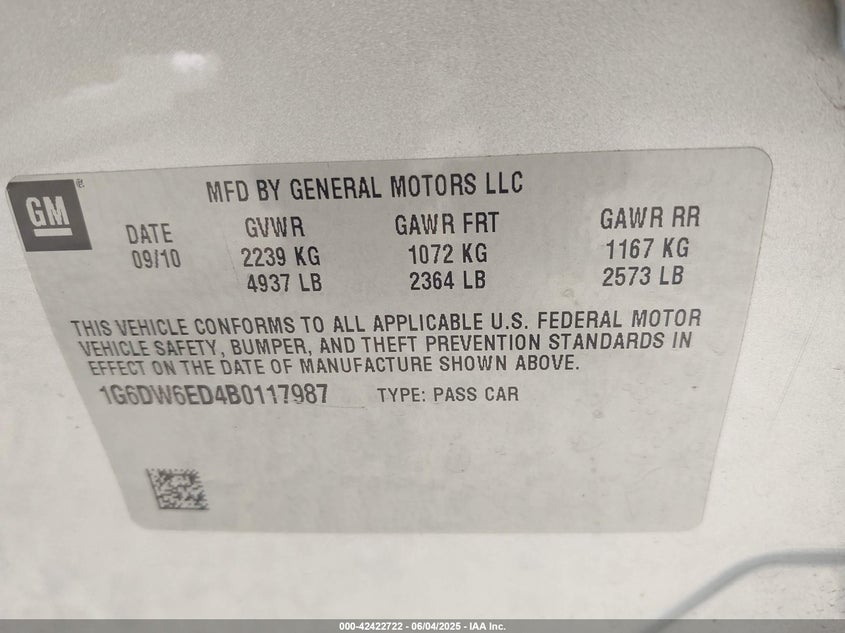 GM
MFD BY GENERAL MOTORS LLC
DATE GVWR GAWR FRT GAWR RR
09/10 2239 KG 1072 KG 1167 KG
4937 LB 2364 LB 2573 LB
THIS VEHICLE CONFORMS TO ALL APPLICABLE U.S. FEDERAL MOTOR
VEHICLE SAFETY, BUMPER, AND THEFT PREVENTION STANDARDS IN
EFFECT ON THE DATE OF MANUFACTURE SHOWN ABOVE.
1G6DW6ED4B0117987 TYPE: PASS CAR
000-42422722 - 06/04/2025 - IAA Inc.